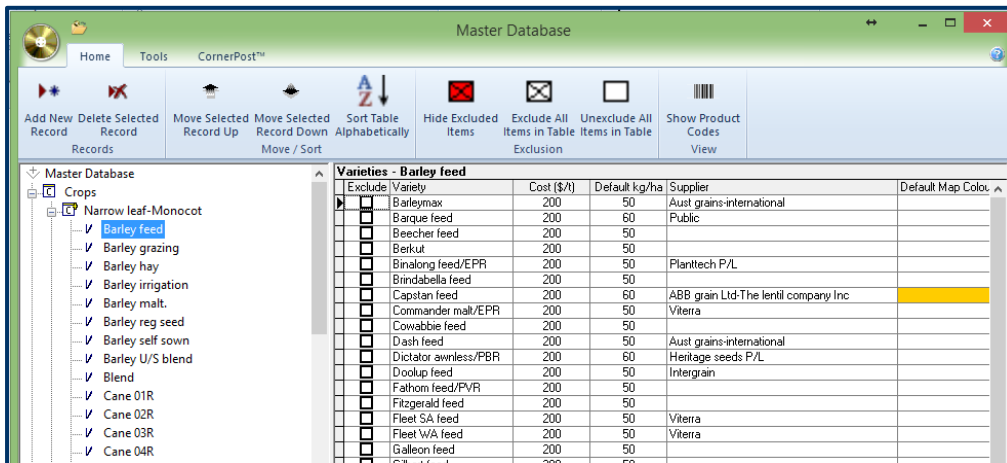 Master Database
Home Tools CornerPost™
Add New Record Delete Selected Record Move Selected Record Up Move Selected Record Down Sort Table Alphabetically Hide Excluded Items Exclude All Items in Table Unexclude All Items in Table Show Product Codes
Records Move / Sort Exclusion View
Master Database
Crops
Narrow leaf-Monocot
Barley feed
Barley grazing
Barley hay
Barley irrigation
Barley malt.
Barley reg seed
Barley self sown
Barley U/S blend
Blend
Cane 01R
Cane 02R
Cane 03R
Cane 04R
Varieties - Barley feed
Exclude Variety Cost ($/t) Default kg/ha Supplier Default Map Colou
Barleymax 200 50 Aust grains-international
Barque feed 200 60 Public
Beecher feed 200 50
Berkut 200 50
Binalong feed/EPR 200 50 Planttech P/L
Brindabella feed 200 50
Capstan feed 200 60 ABB grain Ltd-The lentil company Inc
Commander malt/EPR 200 60 Viterra
Cowabbie feed 200 50
Dash feed 200 50 Aust grains-international
Dictator awnless/PBR 200 60 Heritage seeds P/L
Doolup feed 200 50 Intergrain
Fathom feed/PVR 200 50
Fitzgerald feed 200 50
Fleet SA feed 200 50 Viterra
Fleet WA feed 200 50 Viterra
Galleon feed 200 50